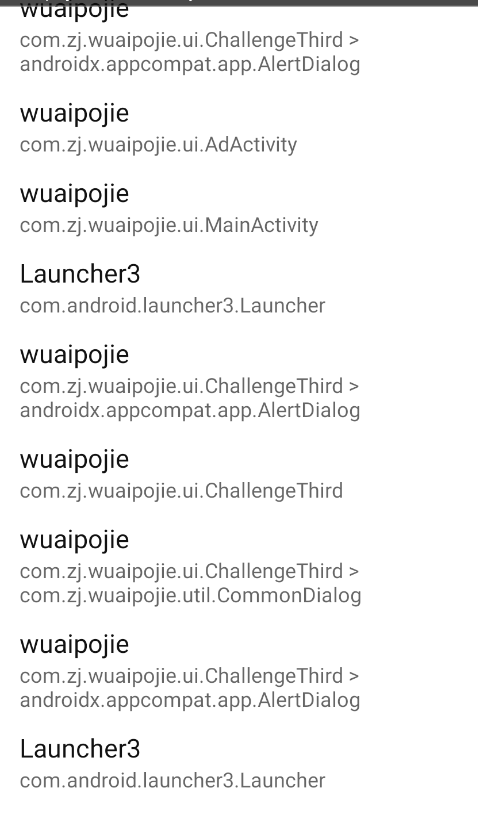 wuaipojie
com.zj.wuaipojie.ui.ChallengeThird >
androidx.appcompat.app.AlertDialog
wuaipojie
com.zj.wuaipojie.ui.AdActivity
wuaipojie
com.zj.wuaipojie.ui.MainActivity
Launcher3
com.android.launcher3.Launcher
wuaipojie
com.zj.wuaipojie.ui.ChallengeThird >
androidx.appcompat.app.AlertDialog
wuaipojie
com.zj.wuaipojie.ui.ChallengeThird
wuaipojie
com.zj.wuaipojie.ui.ChallengeThird >
com.zj.wuaipojie.util.CommonDialog
wuaipojie
com.zj.wuaipojie.ui.ChallengeThird >
androidx.appcompat.app.AlertDialog
Launcher3
com.android.launcher3.Launcher